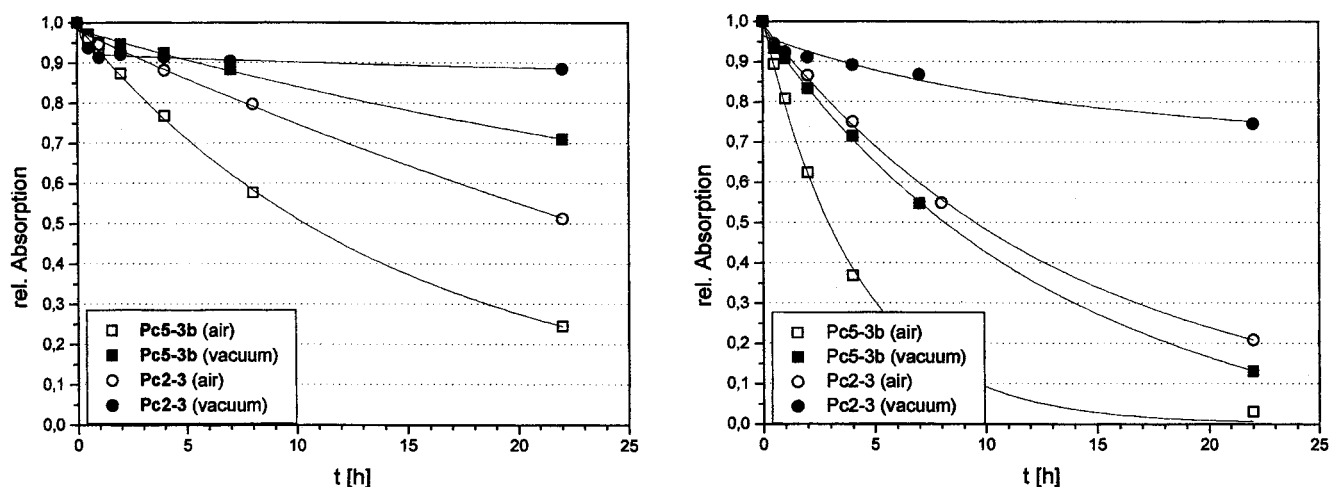 rel. Absorption
1,0
0,9
0,8
0,7
0,6
0,5
0,4
0,3
0,2
0,1
0,0
Pc5-3b (air)
Pc5-3b (vacuum)
Pc2-3 (air)
Pc2-3 (vacuum)
0 5 10 15 20 25
t [h]
rel. Absorption
1,0
0,9
0,8
0,7
0,6
0,5
0,4
0,3
0,2
0,1
0,0
Pc5-3b (air)
Pc5-3b (vacuum)
Pc2-3 (air)
Pc2-3 (vacuum)
0 5 10 15 20 25
t [h]